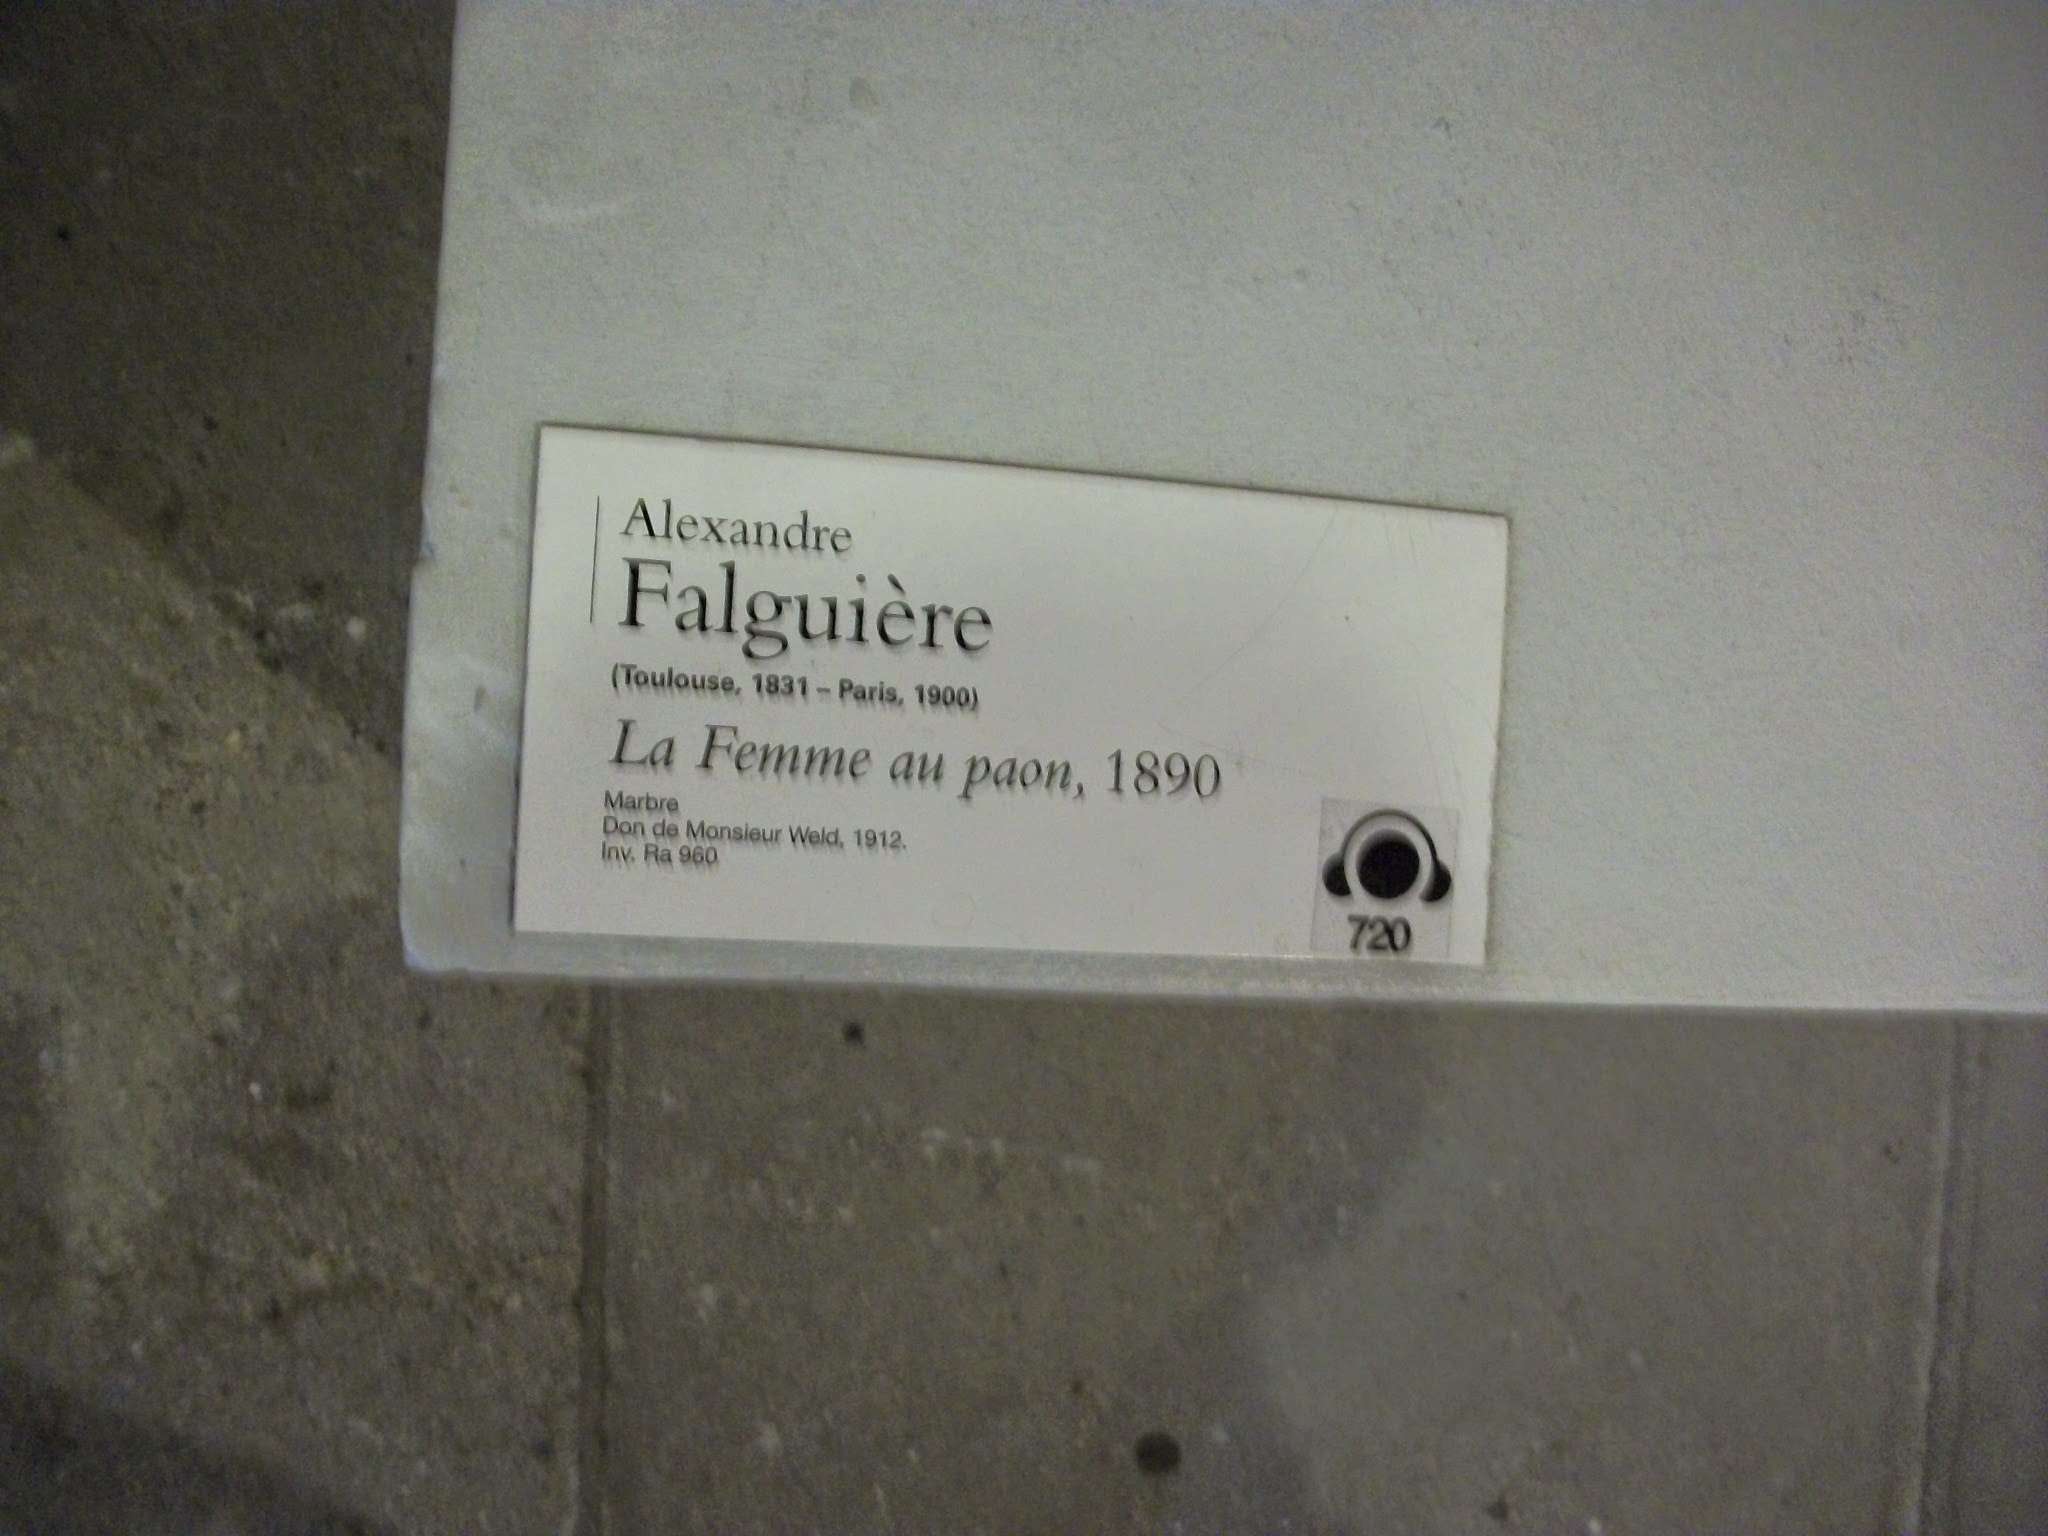 Alexandre
Falguière
(Toulouse, 1831 – Paris, 1900)
La Femme au paon, 1890
Marbre
Don de Monsieur Weld, 1912.
Inv. Ra 960
720